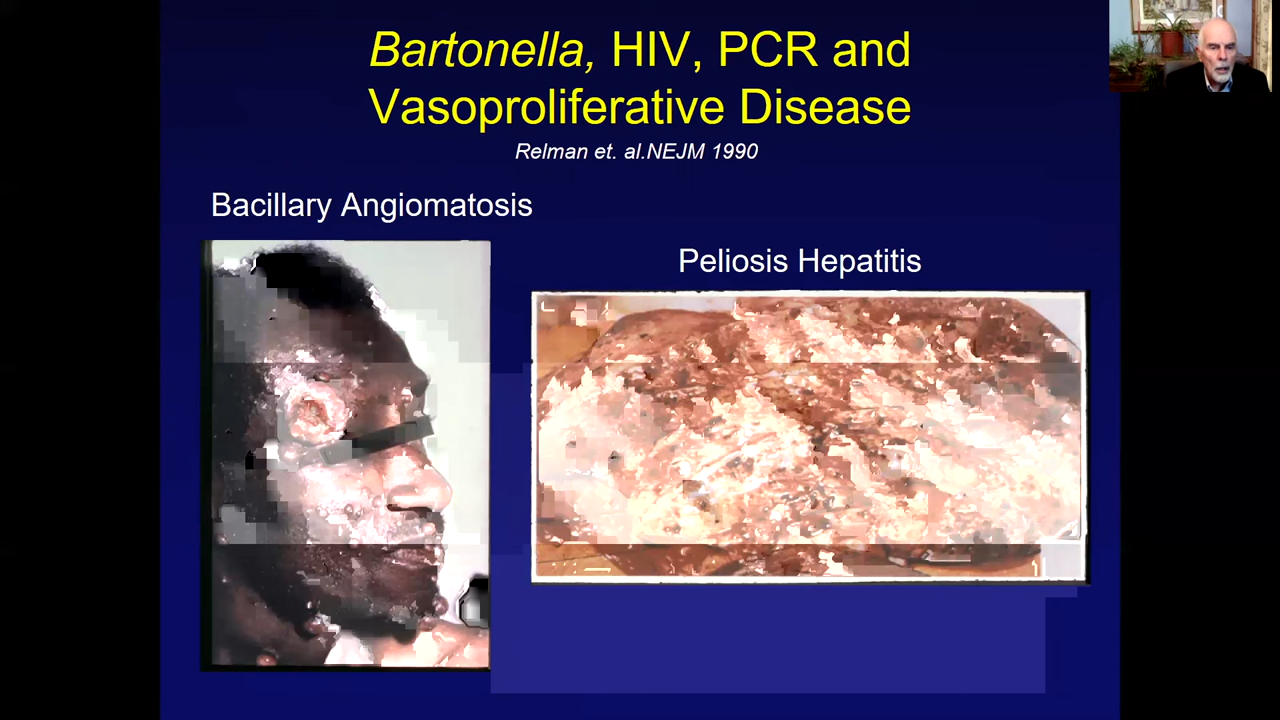 Bartonella, HIV, PCR and
Vasoproliferative Disease
Relman et. al.NEJM 1990
Bacillary Angiomatosis
Peliosis Hepatitis